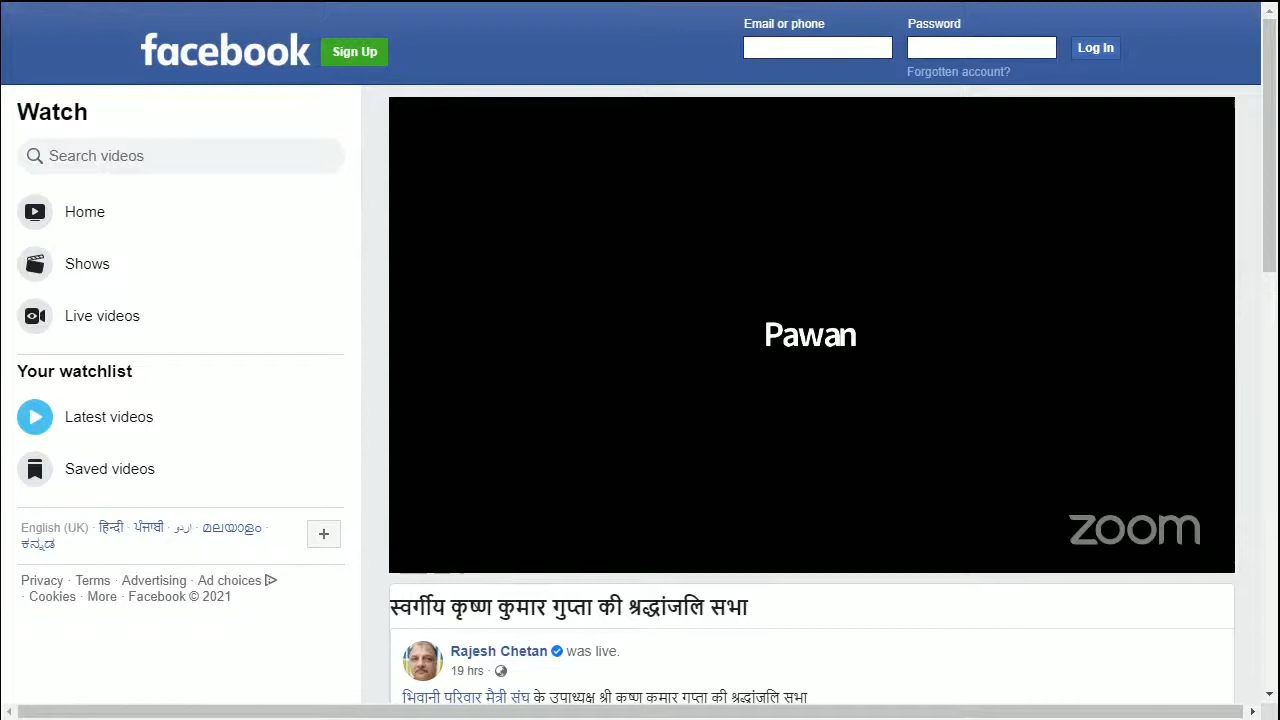 Email or phone
Password
facebook
Sign Up
Log In
Forgotten account?
Watch
Search videos
Home
Shows
Live videos
Your watchlist
Latest videos
Saved videos
English (UK) · हिन्दी · ਪੰਜਾਬੀ · اردو · മലയാളം ·
ಕನ್ನಡ
+
Privacy · Terms · Advertising · Ad choices
· Cookies · More · Facebook © 2021
Pawan
zoom
स्वर्गीय कृष्ण कुमार गुप्ता की श्रद्धांजलि सभा
Rajesh Chetan was live.
19 hrs ·
भिवानी परिवार मैत्री संघ के उपाध्यक्ष श्री कृष्ण कुमार गुप्ता की श्रद्धांजलि सभा